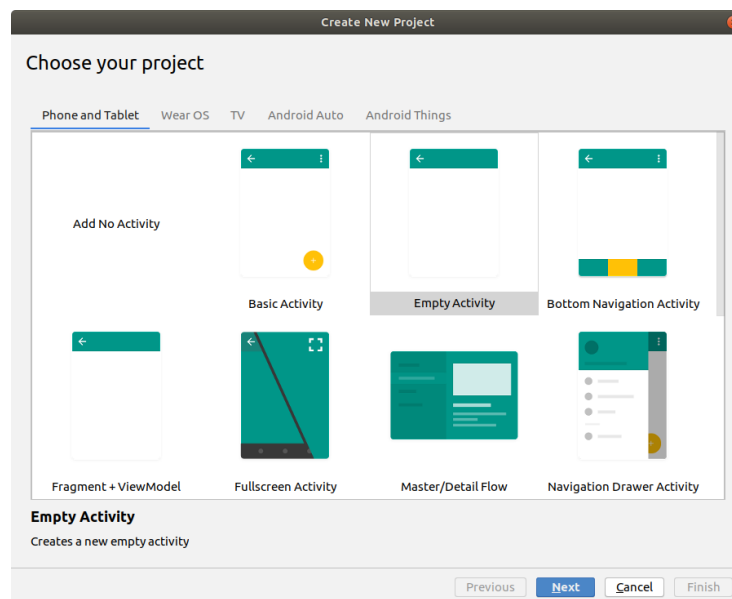 Create New Project
Choose your project
Phone and Tablet Wear OS TV Android Auto Android Things
Add No Activity
Basic Activity Empty Activity Bottom Navigation Activity
Fragment + ViewModel Fullscreen Activity Master/Detail Flow Navigation Drawer Activity
Empty Activity
Creates a new empty activity
Previous Next Cancel Finish